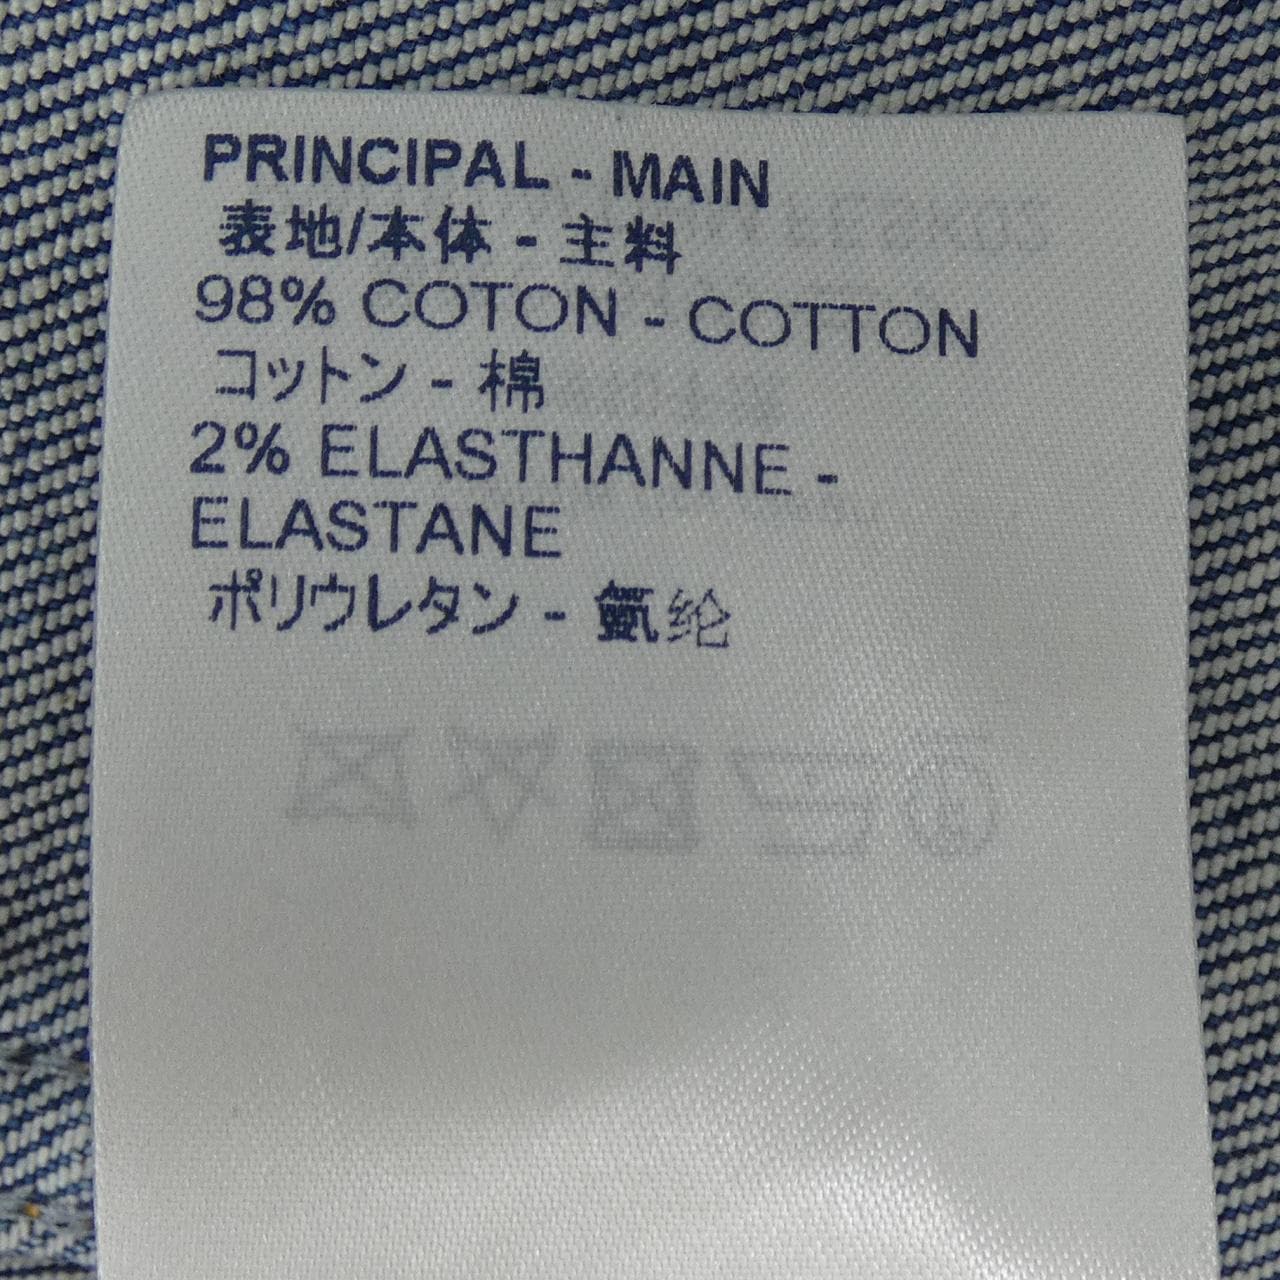 PRINCIPAL - MAIN
表地/本体 - 主料
98% COTON - COTTON
コットン - 棉
2% ELASTHANNE -
ELASTANE
ポリウレタン - 氨纶